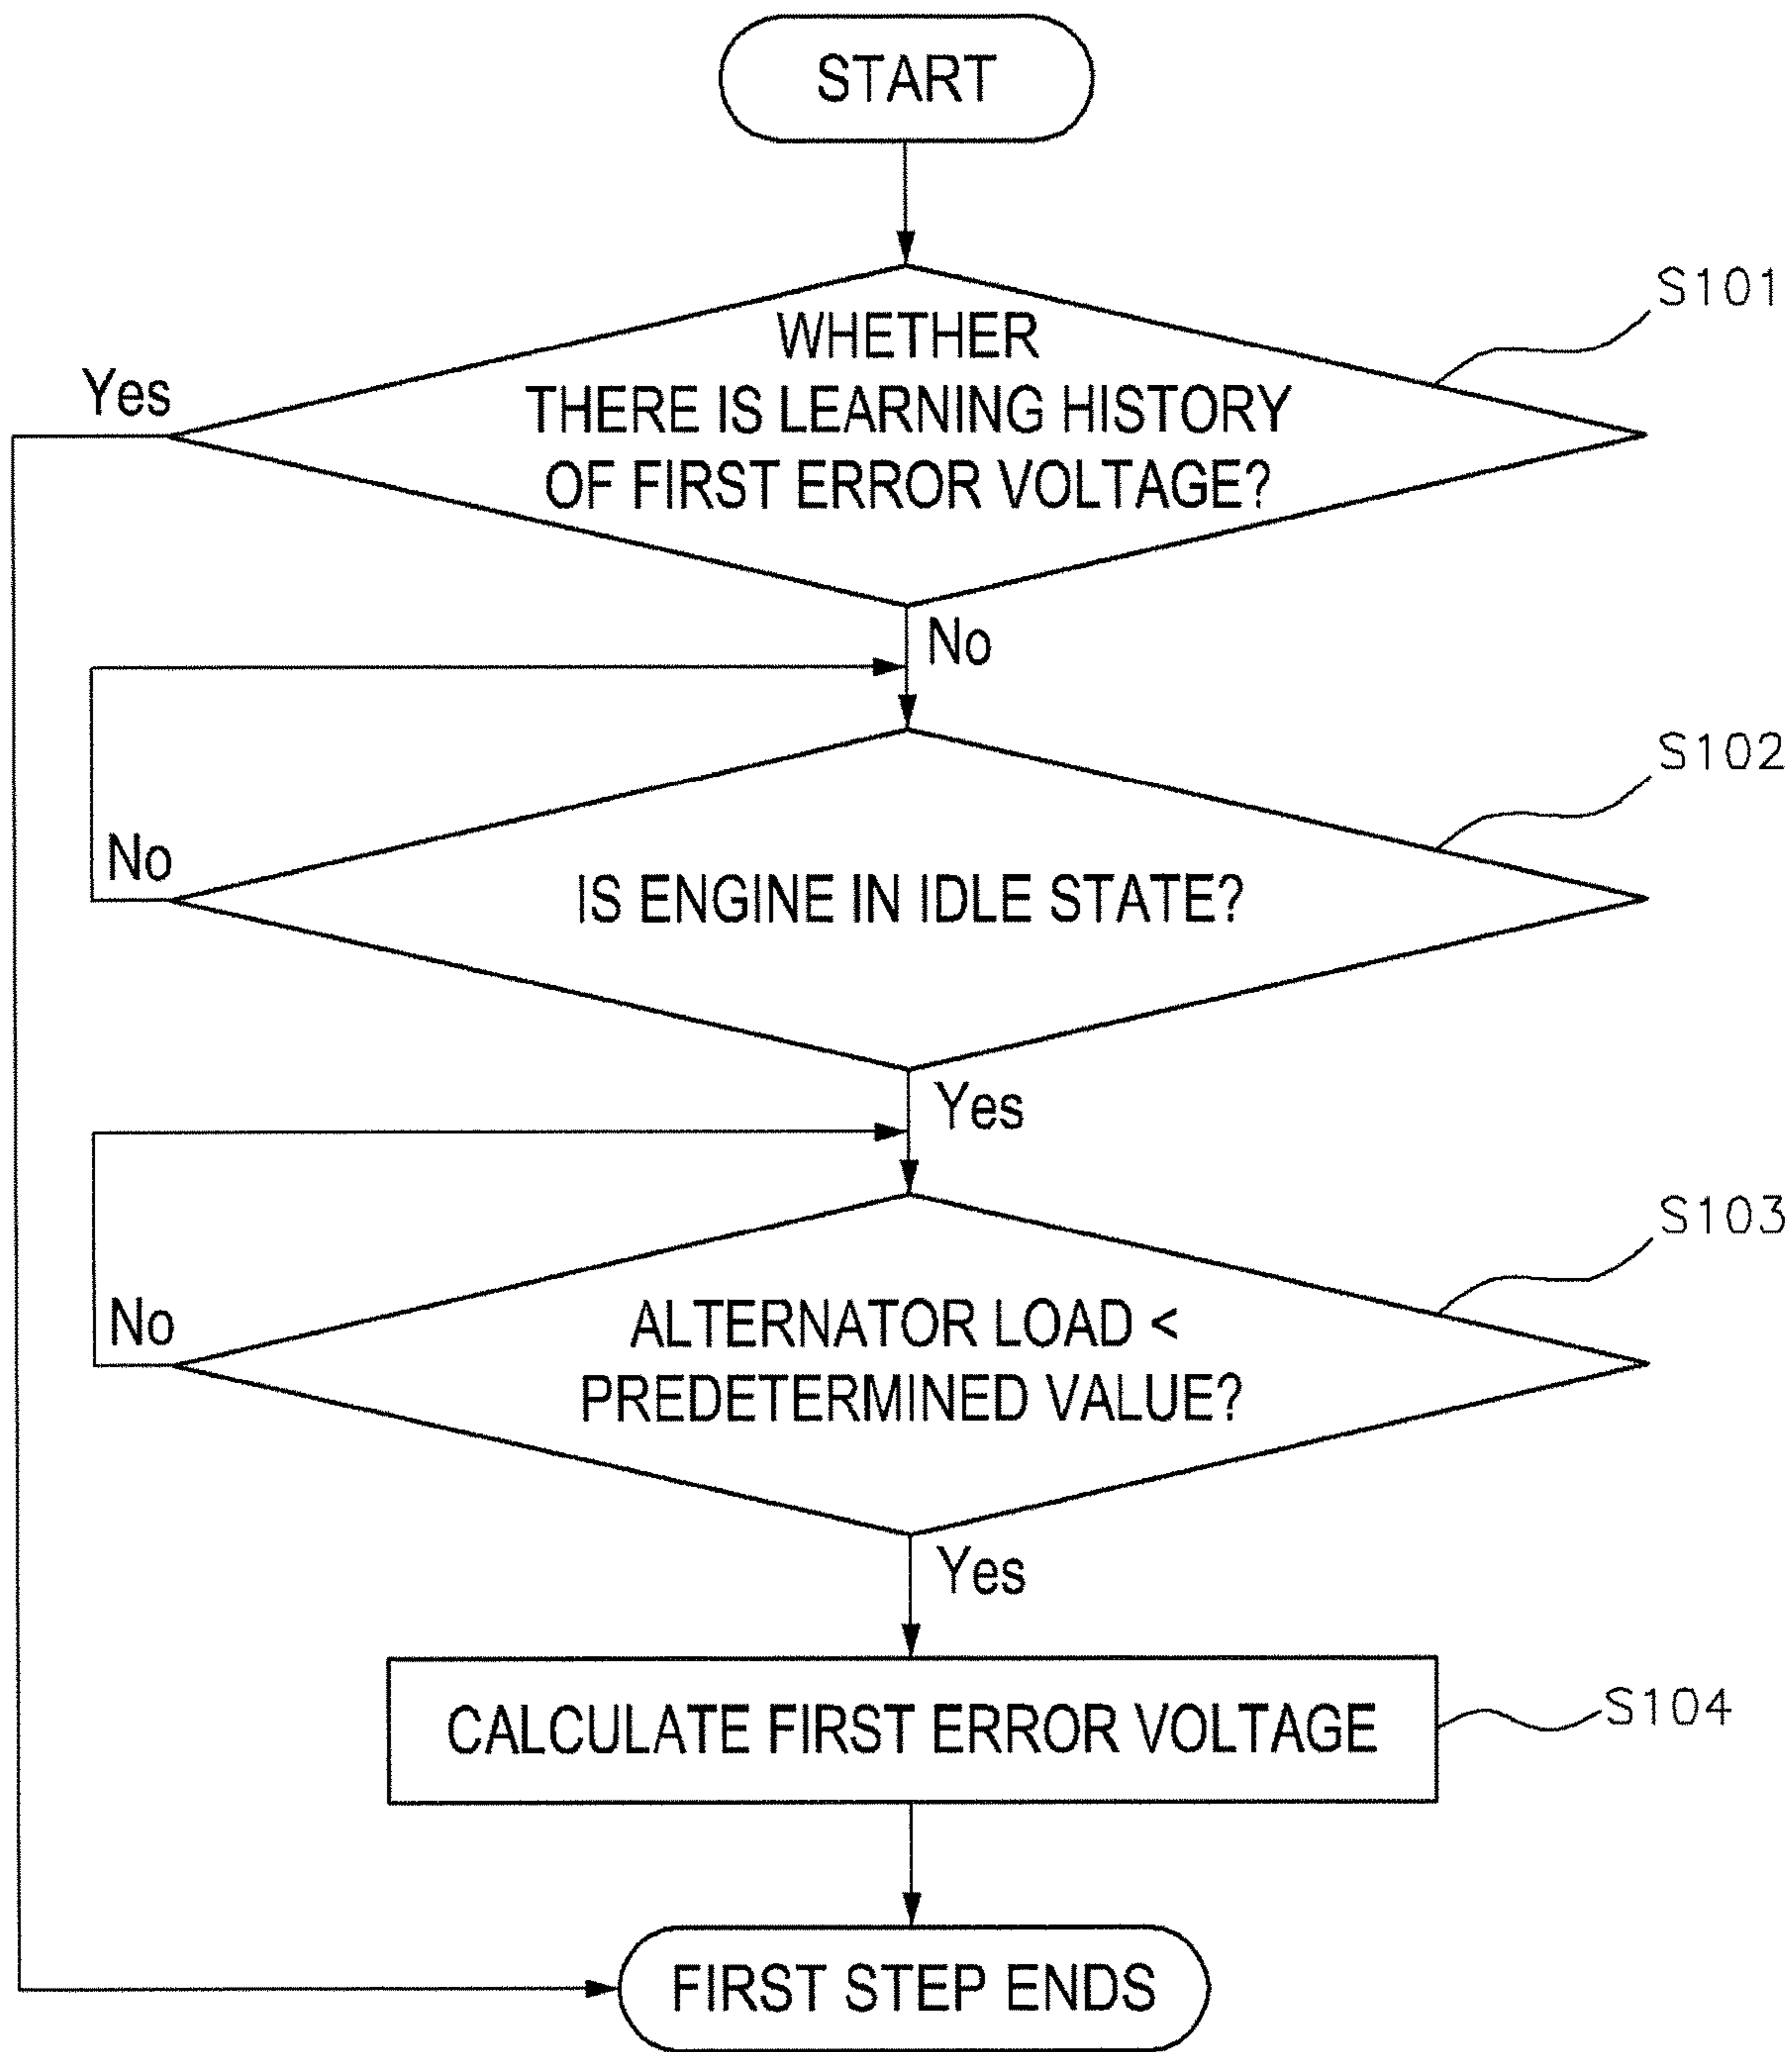 START
S101
WHETHER
THERE IS LEARNING HISTORY
OF FIRST ERROR VOLTAGE?
Yes
No
S102
No
IS ENGINE IN IDLE STATE?
Yes
S103
No
ALTERNATOR LOAD <
PREDETERMINED VALUE?
Yes
CALCULATE FIRST ERROR VOLTAGE
S104
FIRST STEP ENDS